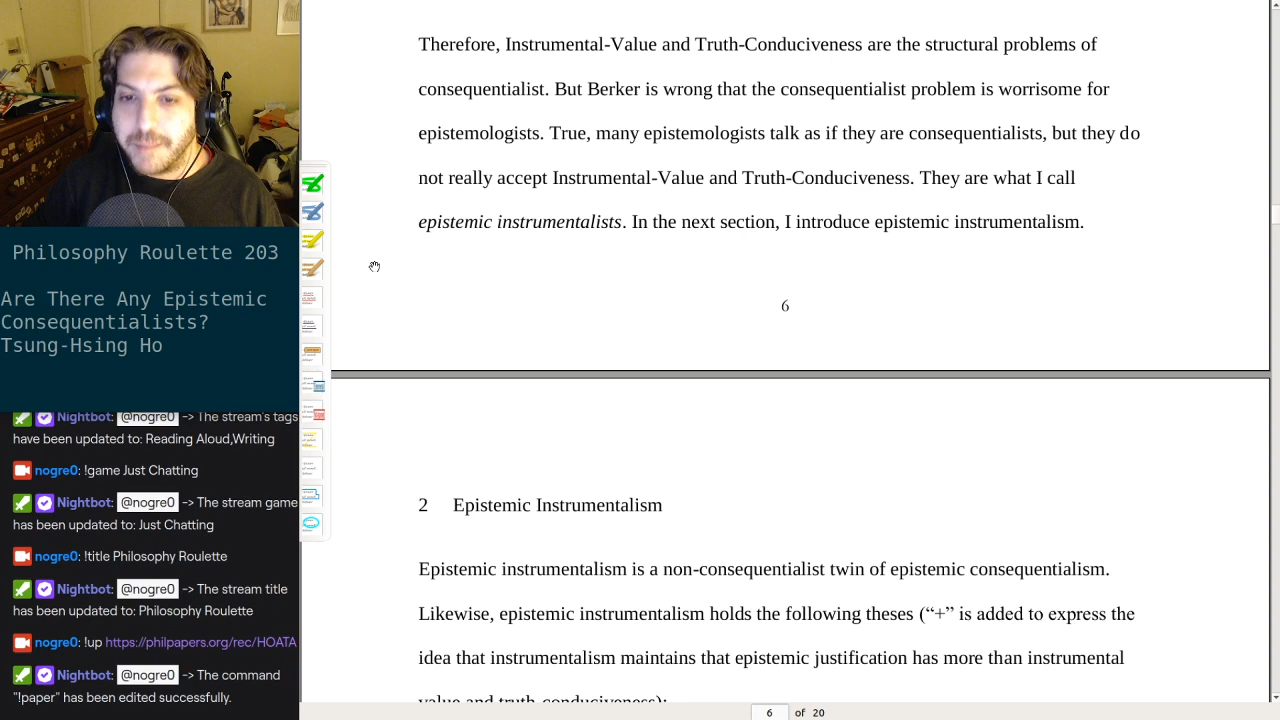 Therefore, Instrumental-Value and Truth-Conduciveness are the structural problems of
consequentialist. But Berker is wrong that the consequentialist problem is worrisome for
epistemologists. True, many epistemologists talk as if they are consequentialists, but they do
not really accept Instrumental-Value and Truth-Conduciveness. They are what I call
epistemic instrumentalists. In the next section, I introduce epistemic instrumentalism.
6
2 Epistemic Instrumentalism
Epistemic instrumentalism is a non-consequentialist twin of epistemic consequentialism.
Likewise, epistemic instrumentalism holds the following theses (“+” is added to express the
idea that instrumentalism maintains that epistemic justification has more than instrumental
value and truth-conduciveness):
6 of 20
Philosophy Roulette 203
Are There Any Epistemic
Consequentialists?
Tsung-Hsing Ho
Nightbot: @nogre0 -> The stream's tags
has been updated to: Reading Aloud,Writing
nogre0: !game Just Chatting
Nightbot: @nogre0 -> The stream game
has been updated to: Just Chatting
nogre0: !title Philosophy Roulette
Nightbot: @nogre0 -> The stream title
has been updated to: Philosophy Roulette
nogre0: !up https://philpapers.org/rec/HOATA
Nightbot: @nogre0 -> The command
"!paper" has been edited successfully.